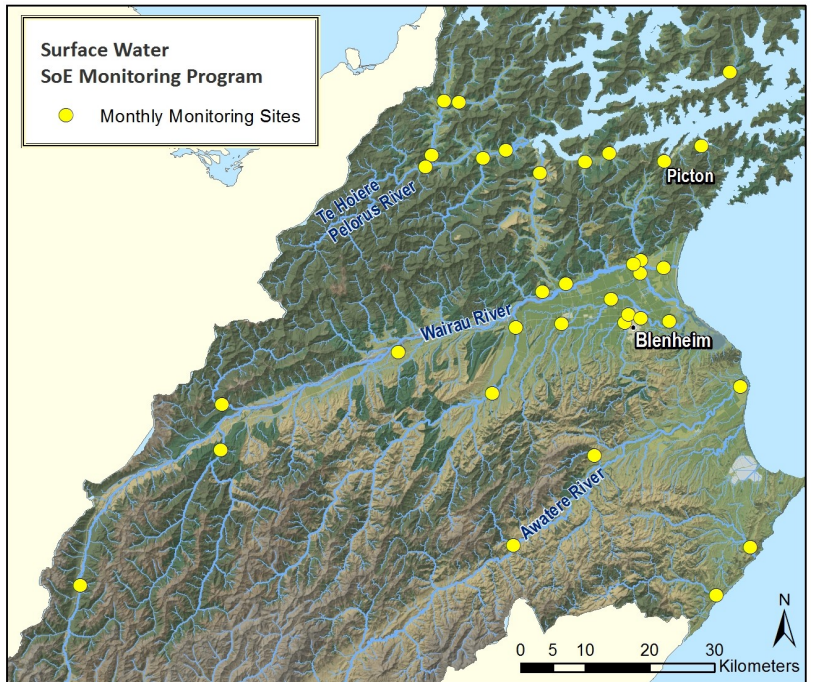 Surface Water
SoE Monitoring Program
Monthly Monitoring Sites
Te Hoiere
Pelorus River
Picton
Wairau River
Blenheim
Awatere River
N
0 5 10 20 30
Kilometers